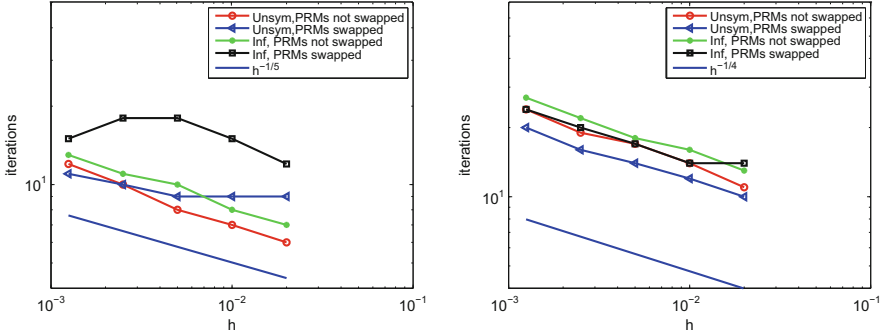 Unsym,PRMs not swapped
Unsym,PRMs swapped
Inf, PRMs not swapped
Inf, PRMs swapped
h^{-1/5}
iterations
10^1
10^{-3}
10^{-2}
10^{-1}
h
Unsym,PRMs not swapped
Unsym,PRMs swapped
Inf, PRMs not swapped
Inf, PRMs swapped
h^{-1/4}
iterations
10^1
10^{-3}
10^{-2}
10^{-1}
h